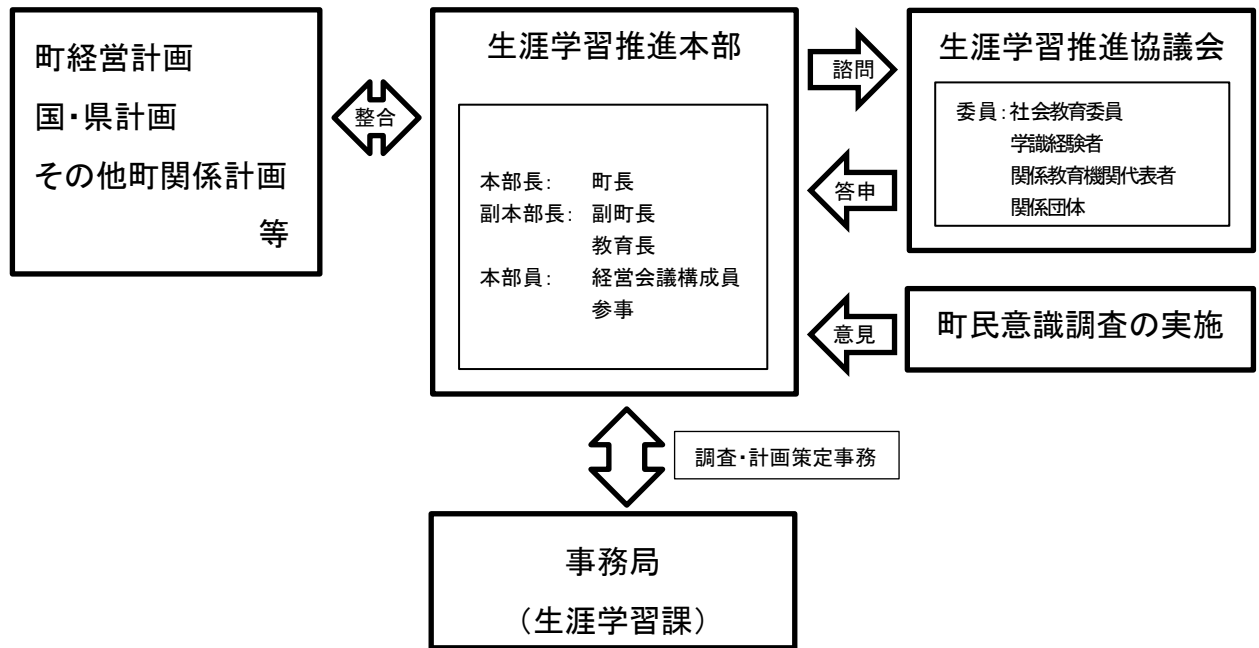 町経営計画
国・県計画
その他町関係計画
等
整合
生涯学習推進本部
本部長： 町長
副本部長： 副町長
教育長
本部員： 経営会議構成員
参事
諮問
答申
意見
生涯学習推進協議会
委員：社会教育委員
学識経験者
関係教育機関代表者
関係団体
町民意識調査の実施
調査・計画策定事務
事務局
（生涯学習課）